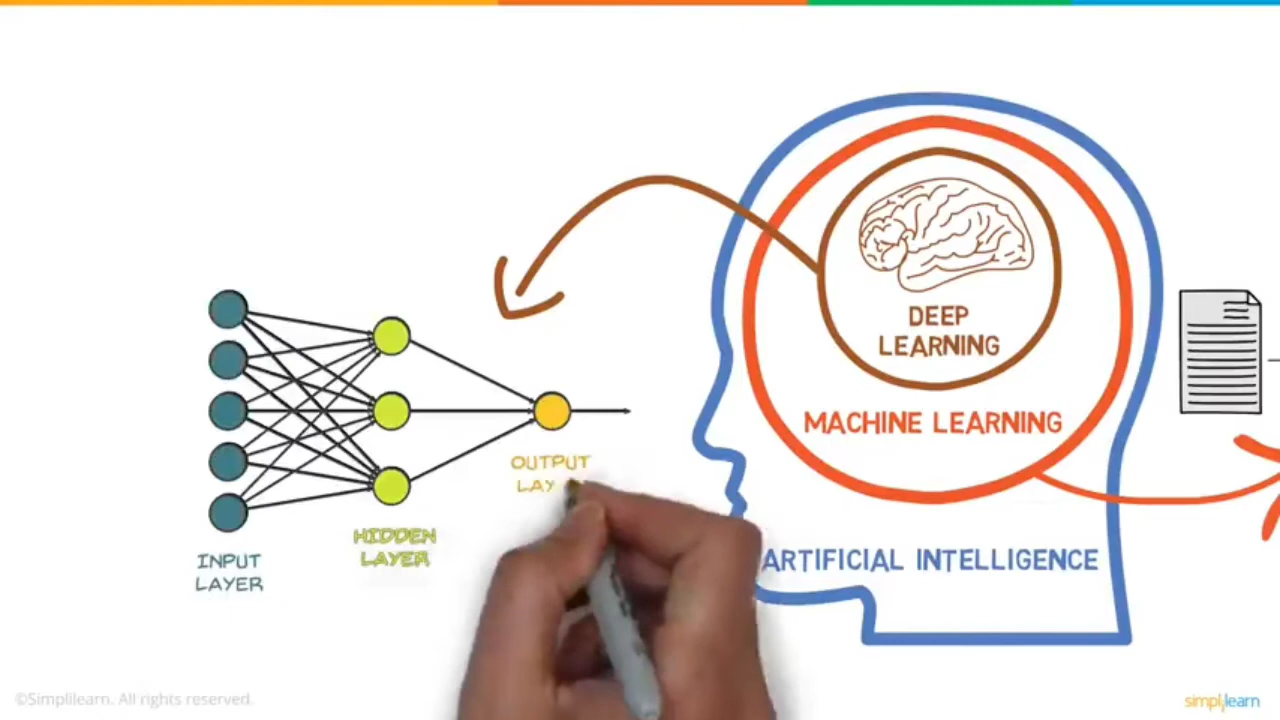 DEEP
LEARNING
MACHINE LEARNING
ARTIFICIAL INTELLIGENCE
OUTPUT
HIDDEN
LAYER
INPUT
LAYER
©Simplilearn. All rights reserved.
simplilearn